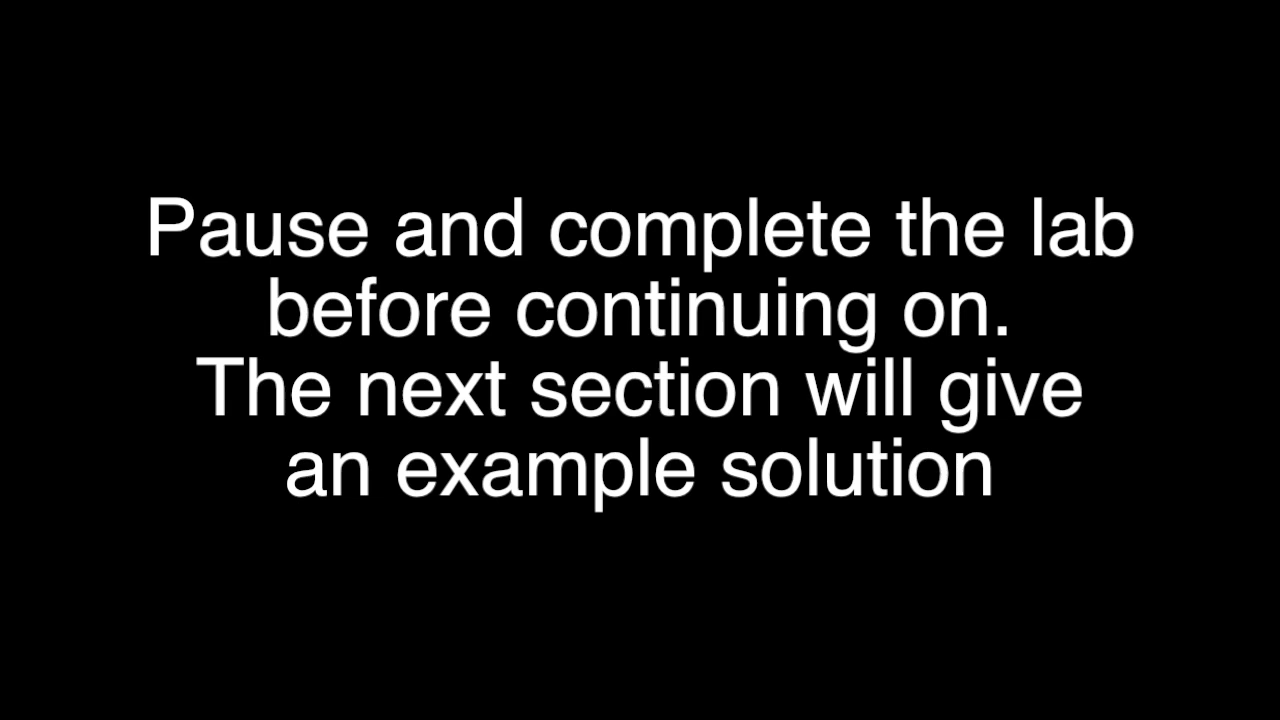 Pause and complete the lab
before continuing on.
The next section will give
an example solution